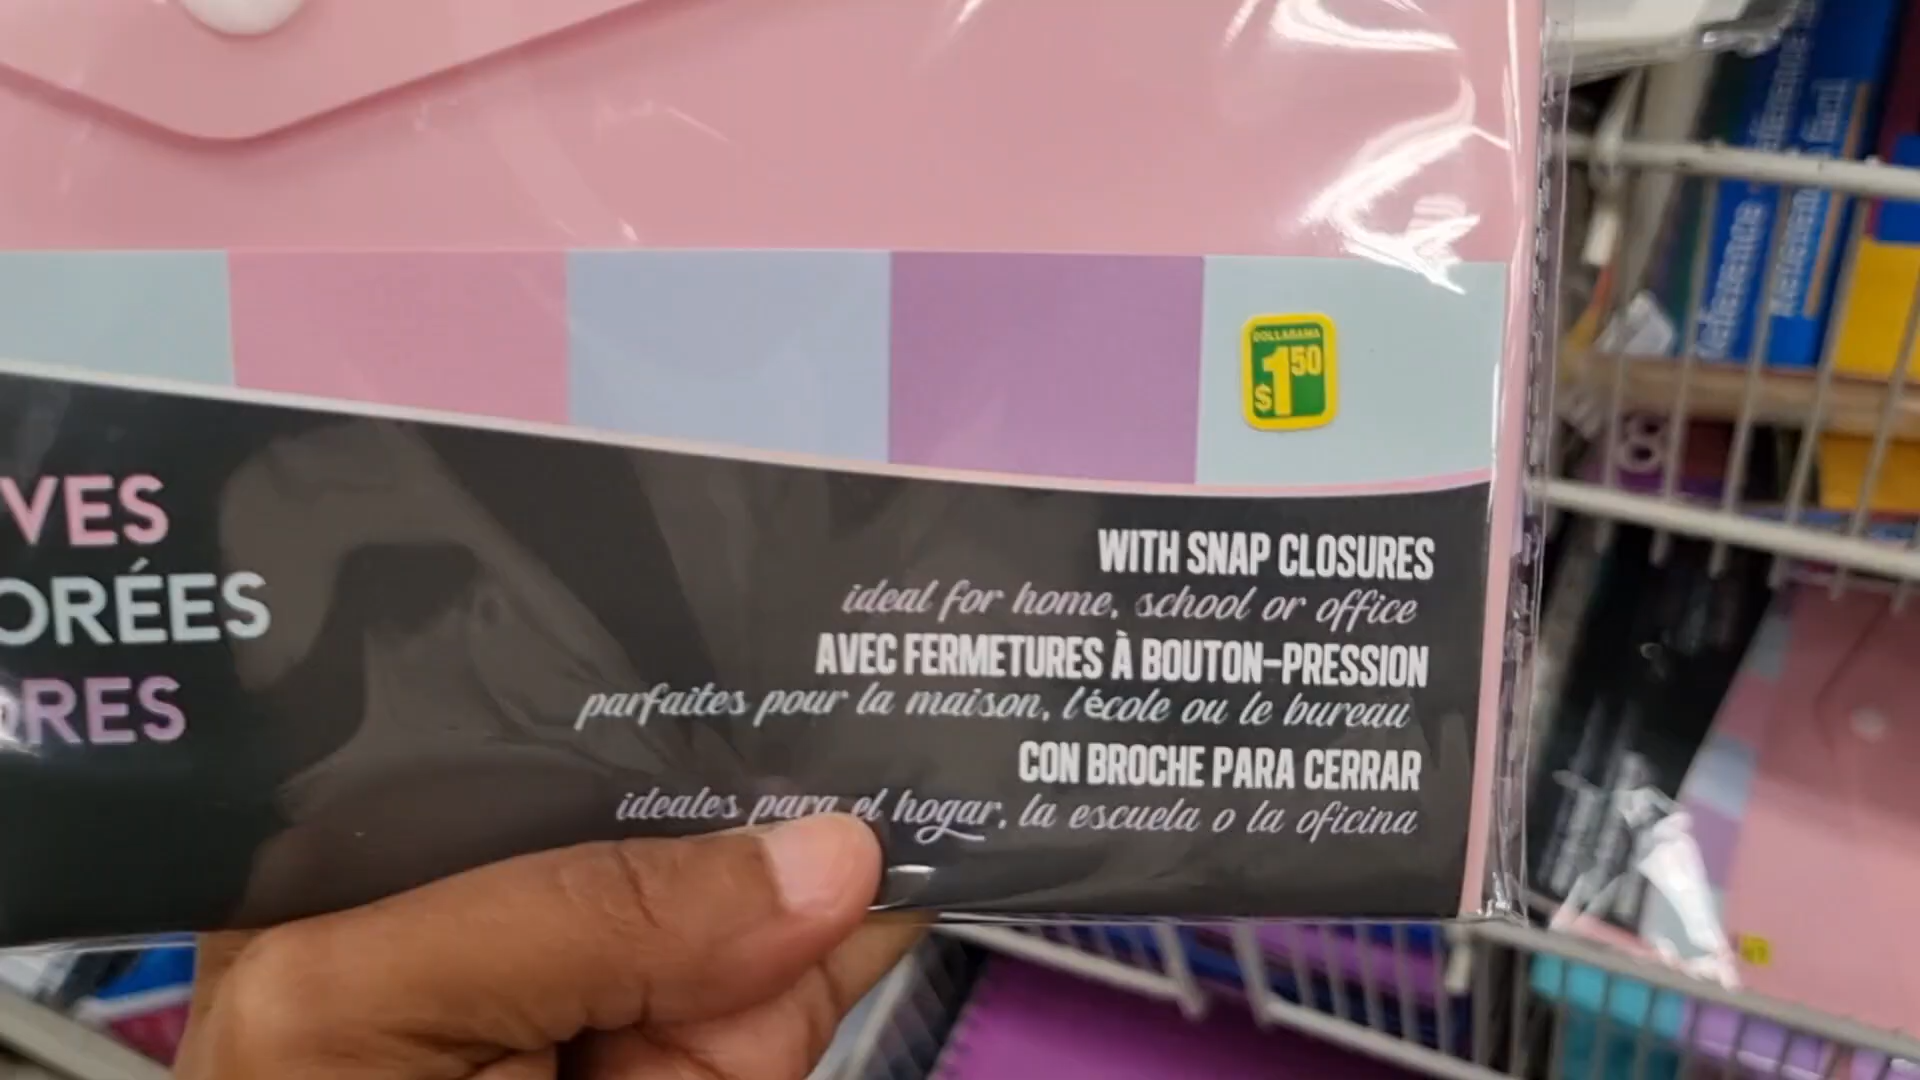 DOLLARAMA
$1.50
VES
ORÉES
RES
WITH SNAP CLOSURES
ideal for home, school or office
AVEC FERMETURES À BOUTON-PRESSION
parfaites pour la maison, l'école ou le bureau
CON BROCHE PARA CERRAR
ideales para el hogar, la escuela o la oficina